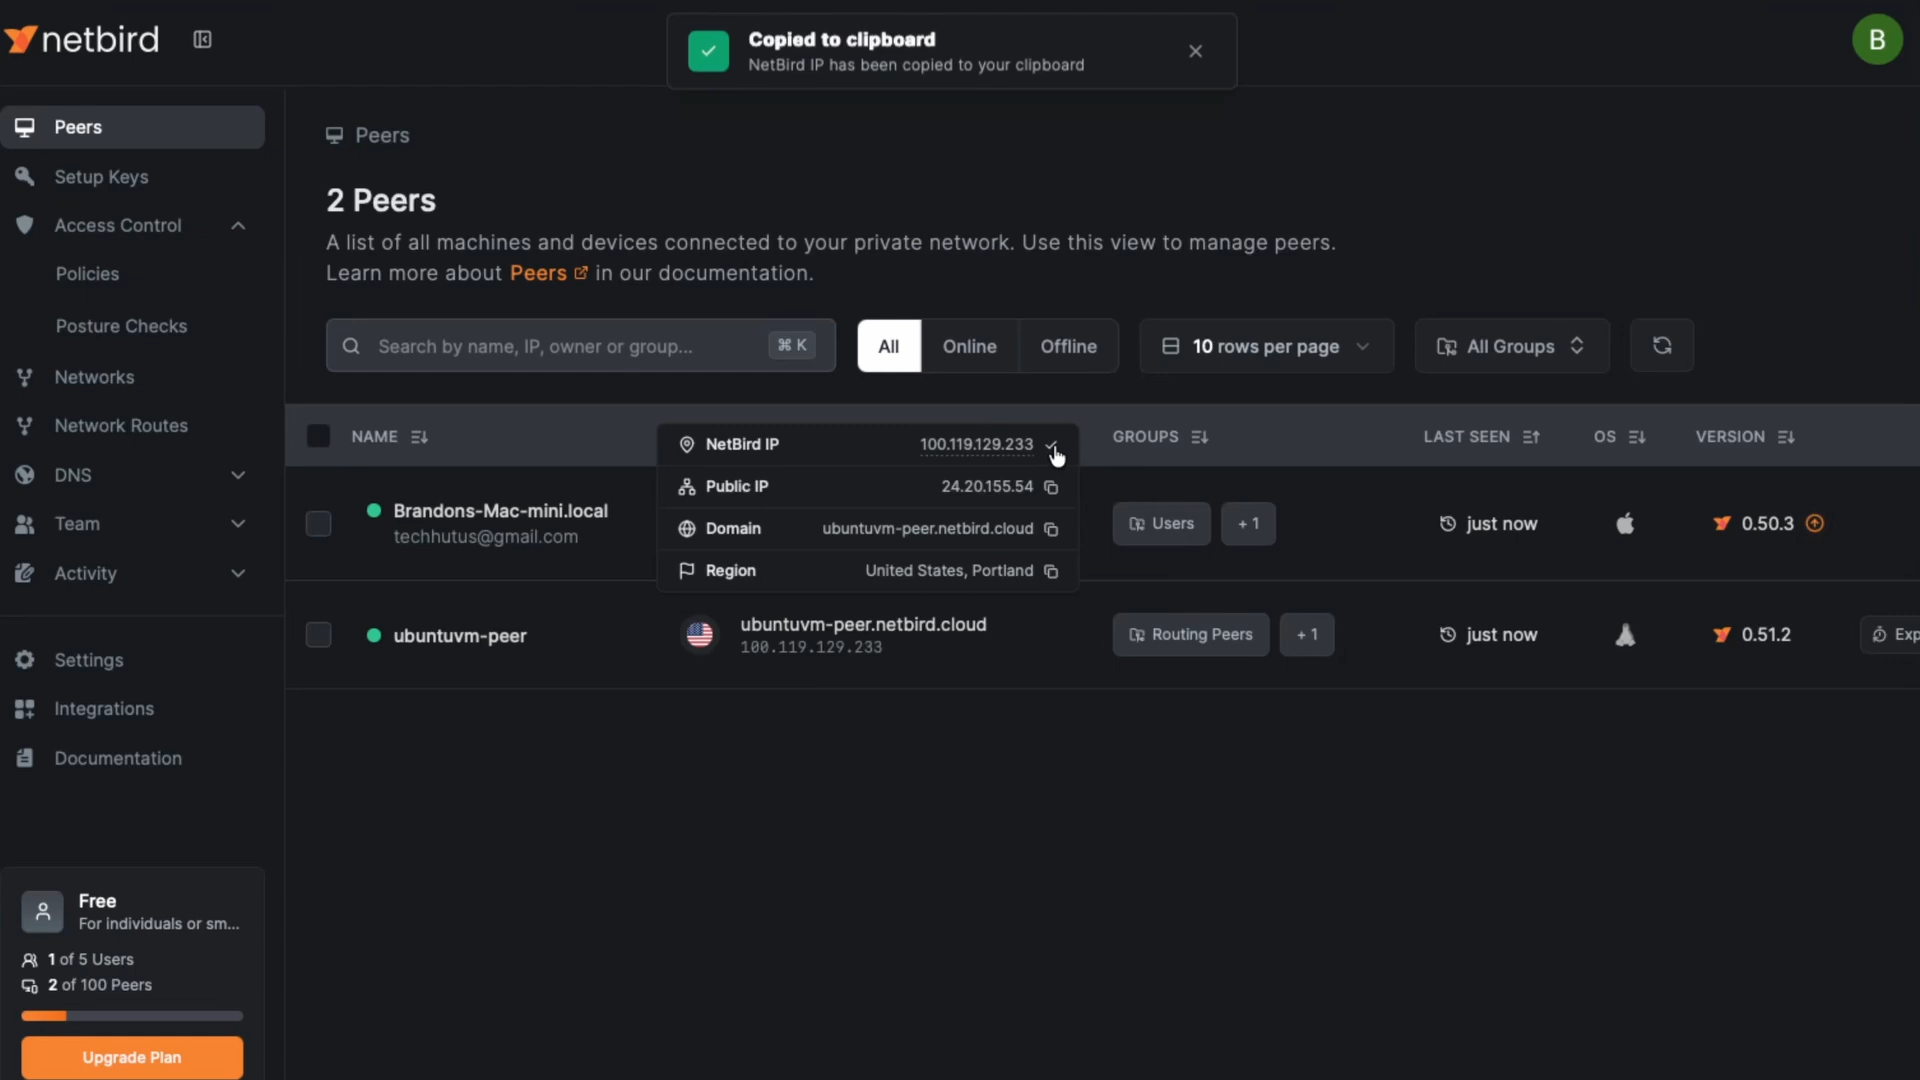 netbird
Copied to clipboard
NetBird IP has been copied to your clipboard
B
Peers
Setup Keys
Access Control
Policies
Posture Checks
Networks
Network Routes
DNS
Team
Activity
Settings
Integrations
Documentation
Free
For individuals or sm...
1 of 5 Users
2 of 100 Peers
Upgrade Plan
Peers
2 Peers
A list of all machines and devices connected to your private network. Use this view to manage peers.
Learn more about Peers in our documentation.
Search by name, IP, owner or group... ⌘ K All Online Offline 10 rows per page All Groups
NAME GROUPS LAST SEEN OS VERSION
NetBird IP 100.119.129.233
Public IP 24.20.155.54
Domain ubuntuvm-peer.netbird.cloud
Region United States, Portland
Brandons-Mac-mini.local
techhutus@gmail.com
Users + 1 just now 0.50.3
ubuntuvm-peer
ubuntuvm-peer.netbird.cloud
100.119.129.233
Routing Peers + 1 just now 0.51.2 Exp